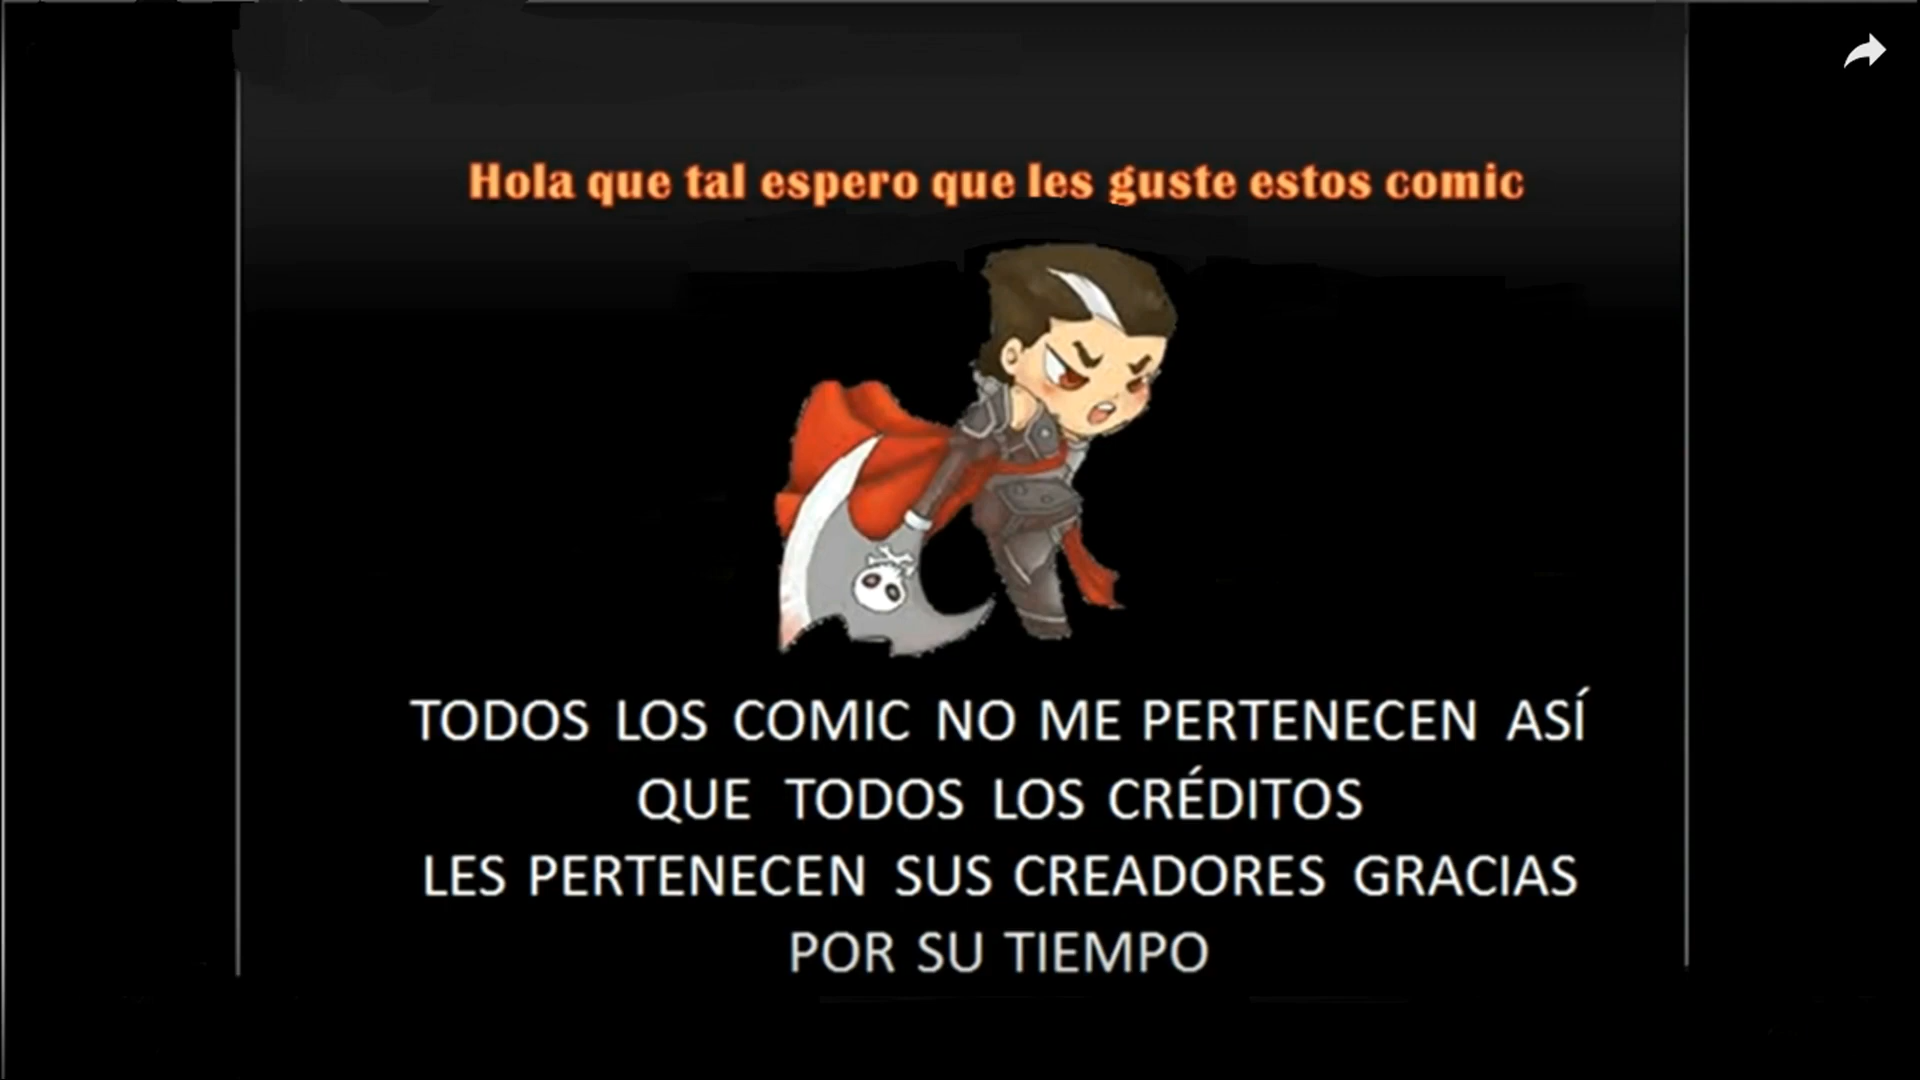 Hola que tal espero que les guste estos comic
TODOS LOS COMIC NO ME PERTENECEN ASÍ
QUE TODOS LOS CRÉDITOS
LES PERTENECEN SUS CREADORES GRACIAS
POR SU TIEMPO